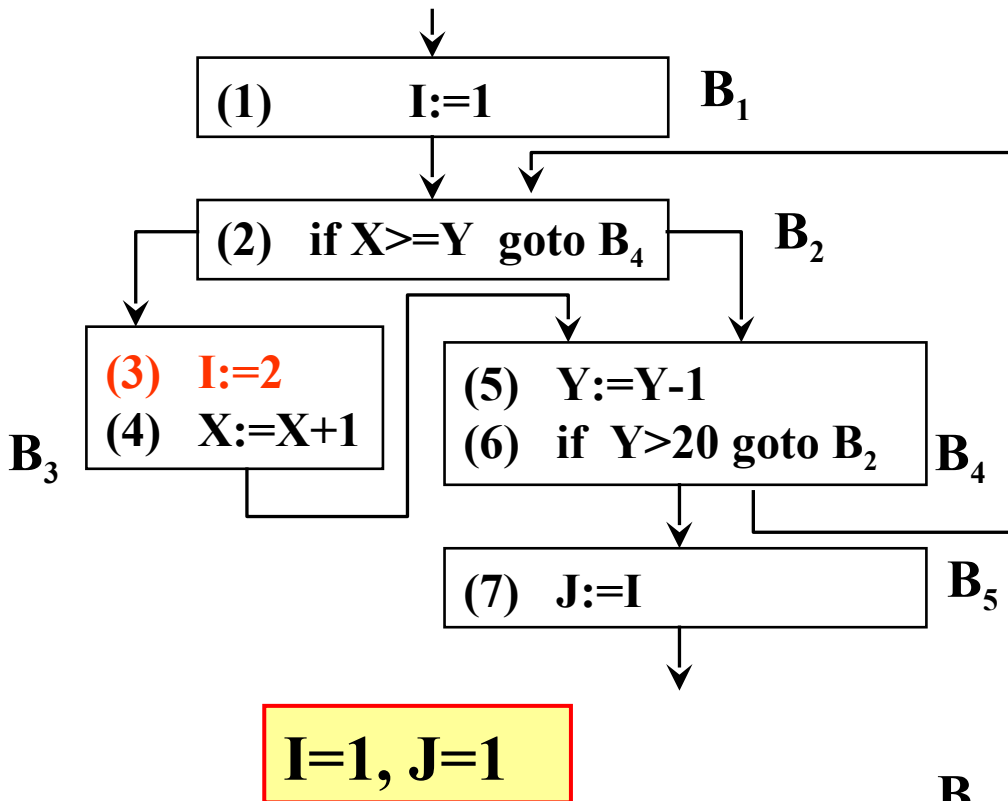 (1) I:=1 B₁
(2) if X>=Y goto B₄ B₂
(3) I:=2
(4) X:=X+1
B₃
(5) Y:=Y-1
(6) if Y>20 goto B₂
B₄
(7) J:=I B₅
I=1, J=1
B